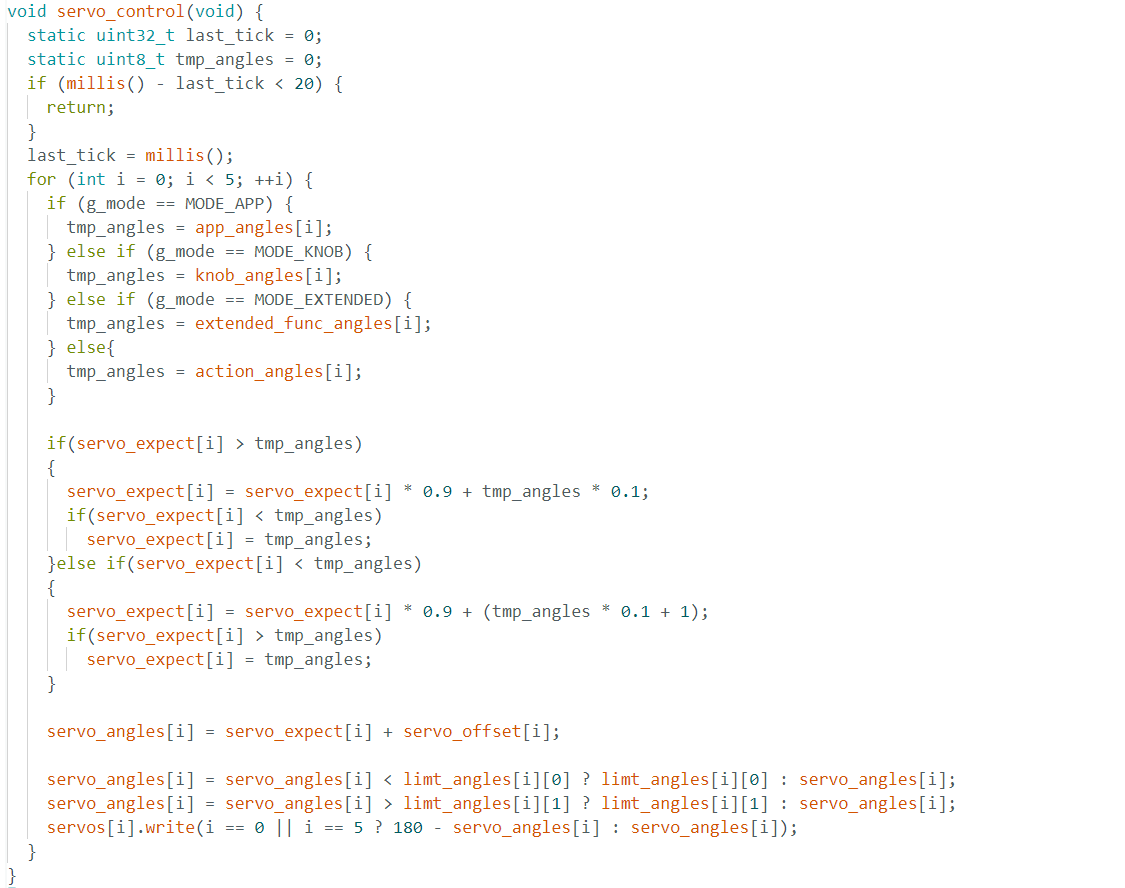 void servo_control(void) {
  static uint32_t last_tick = 0;
  static uint8_t tmp_angles = 0;
  if (millis() - last_tick < 20) {
    return;
  }
  last_tick = millis();
  for (int i = 0; i < 5; ++i) {
    if (g_mode == MODE_APP) {
      tmp_angles = app_angles[i];
    } else if (g_mode == MODE_KNOB) {
      tmp_angles = knob_angles[i];
    } else if (g_mode == MODE_EXTENDED) {
      tmp_angles = extended_func_angles[i];
    } else{
      tmp_angles = action_angles[i];
    }

    if(servo_expect[i] > tmp_angles)
    {
      servo_expect[i] = servo_expect[i] * 0.9 + tmp_angles * 0.1;
      if(servo_expect[i] < tmp_angles)
        servo_expect[i] = tmp_angles;
    }else if(servo_expect[i] < tmp_angles)
    {
      servo_expect[i] = servo_expect[i] * 0.9 + (tmp_angles * 0.1 + 1);
      if(servo_expect[i] > tmp_angles)
        servo_expect[i] = tmp_angles;
    }

    servo_angles[i] = servo_expect[i] + servo_offset[i];

    servo_angles[i] = servo_angles[i] < limt_angles[i][0] ? limt_angles[i][0] : servo_angles[i];
    servo_angles[i] = servo_angles[i] > limt_angles[i][1] ? limt_angles[i][1] : servo_angles[i];
    servos[i].write(i == 0 || i == 5 ? 180 - servo_angles[i] : servo_angles[i]);
  }
}